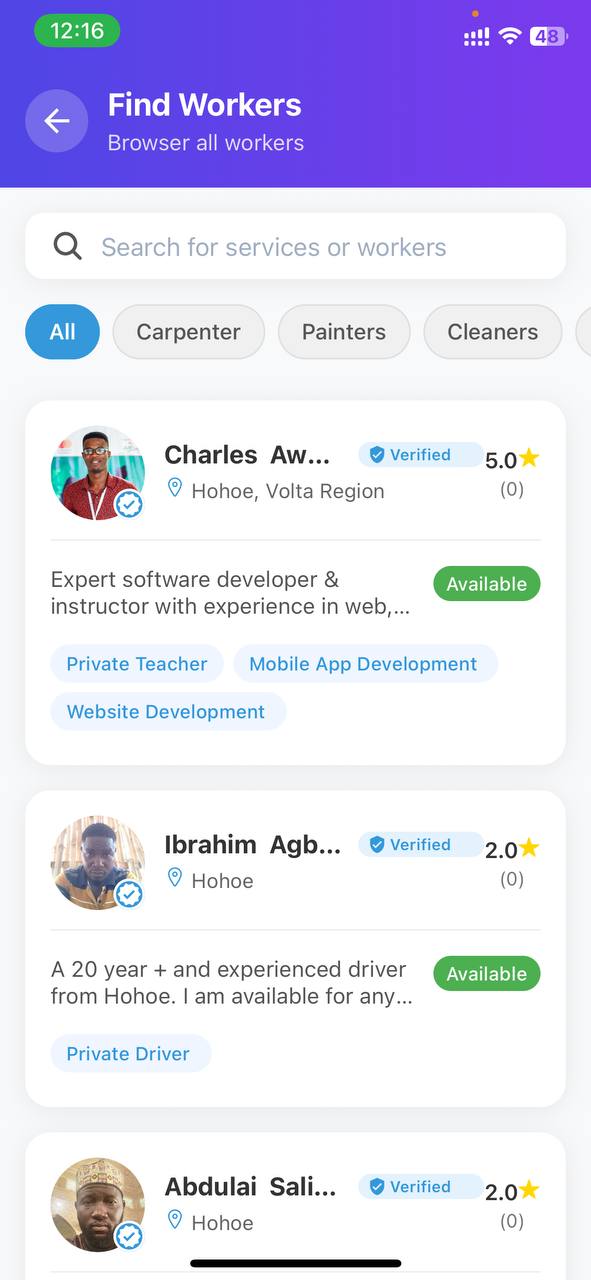 12:16
48
Find Workers
Browser all workers
Search for services or workers
All
Carpenter
Painters
Cleaners
Charles Aw...
Verified
5.0
Hohoe, Volta Region
(0)
Expert software developer &
instructor with experience in web,...
Available
Private Teacher
Mobile App Development
Website Development
Ibrahim Agb...
Verified
2.0
Hohoe
(0)
A 20 year + and experienced driver
from Hohoe. I am available for any...
Available
Private Driver
Abdulai Sali...
Verified
2.0
Hohoe
(0)